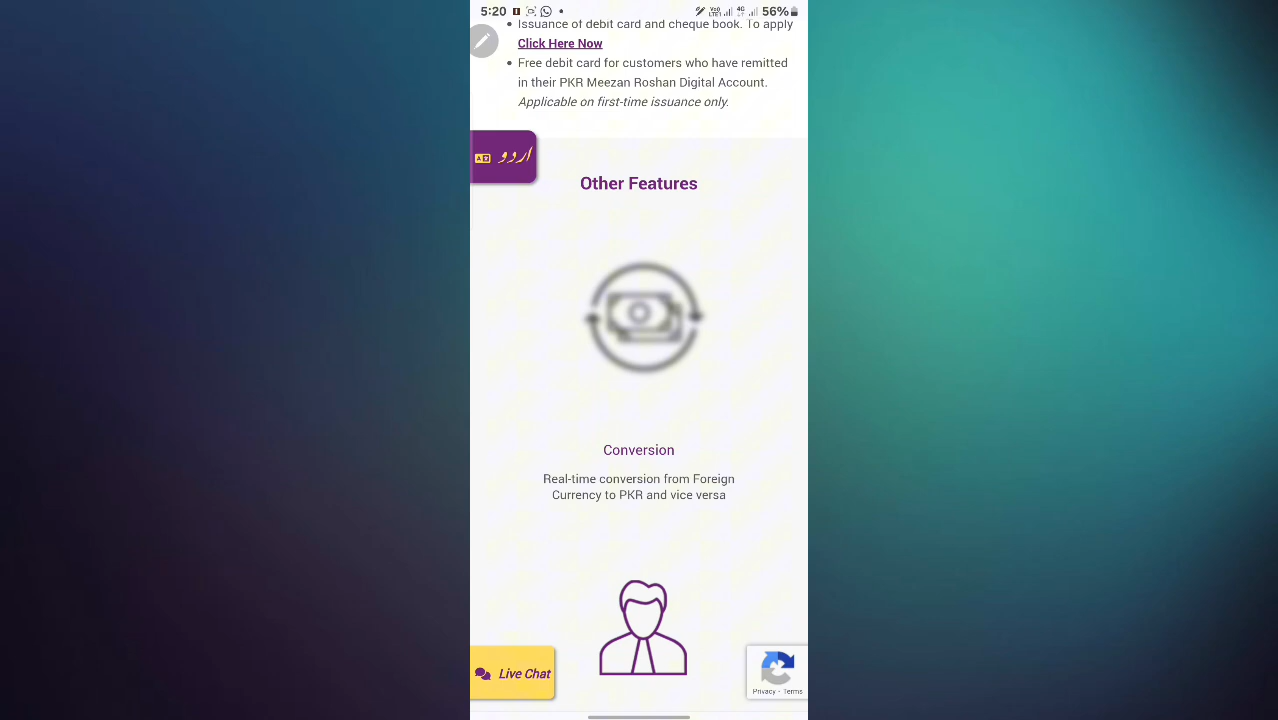 5:20
56%
Issuance of debit card and cheque book. To apply
Click Here Now
Free debit card for customers who have remitted
in their PKR Meezan Roshan Digital Account.
Applicable on first-time issuance only.
اردو
Other Features
Conversion
Real-time conversion from Foreign
Currency to PKR and vice versa
Live Chat
Privacy - Terms